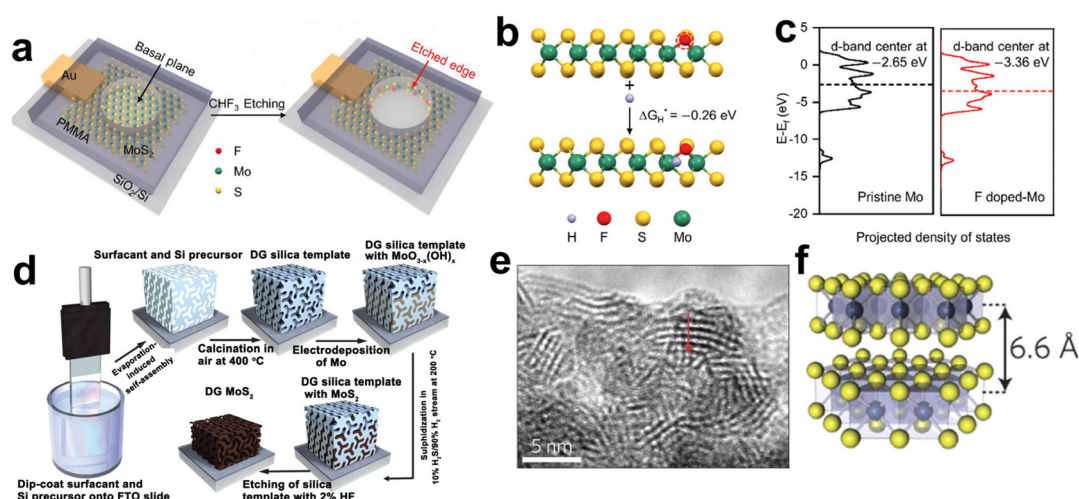 a
Au
Basal plane
PMMA
MoS2
SiO2/Si
CHF3 Etching
F
Mo
S
Etched edge
b
+
ΔGH* = −0.26 eV
H F S Mo
c
d-band center at
−2.65 eV
d-band center at
−3.36 eV
E-Ef (eV)
0
-5
-10
-15
-20
Pristine Mo
F doped-Mo
Projected density of states
d
Surfacant and Si precursor
DG silica template
DG silica template
with MoO3-x(OH)x
Evaporation-
induced
self-assembly
Calcination in
air at 400 °C
Electrodeposition
of Mo
Sulphidization in
10% H2S/90% H2 stream at 200 °C
DG silica template
with MoS2
DG MoS2
Etching of silica
template with 2% HF
Dip-coat surfacant and
Si precursor onto FTO slide
e
5 nm
f
6.6 Å